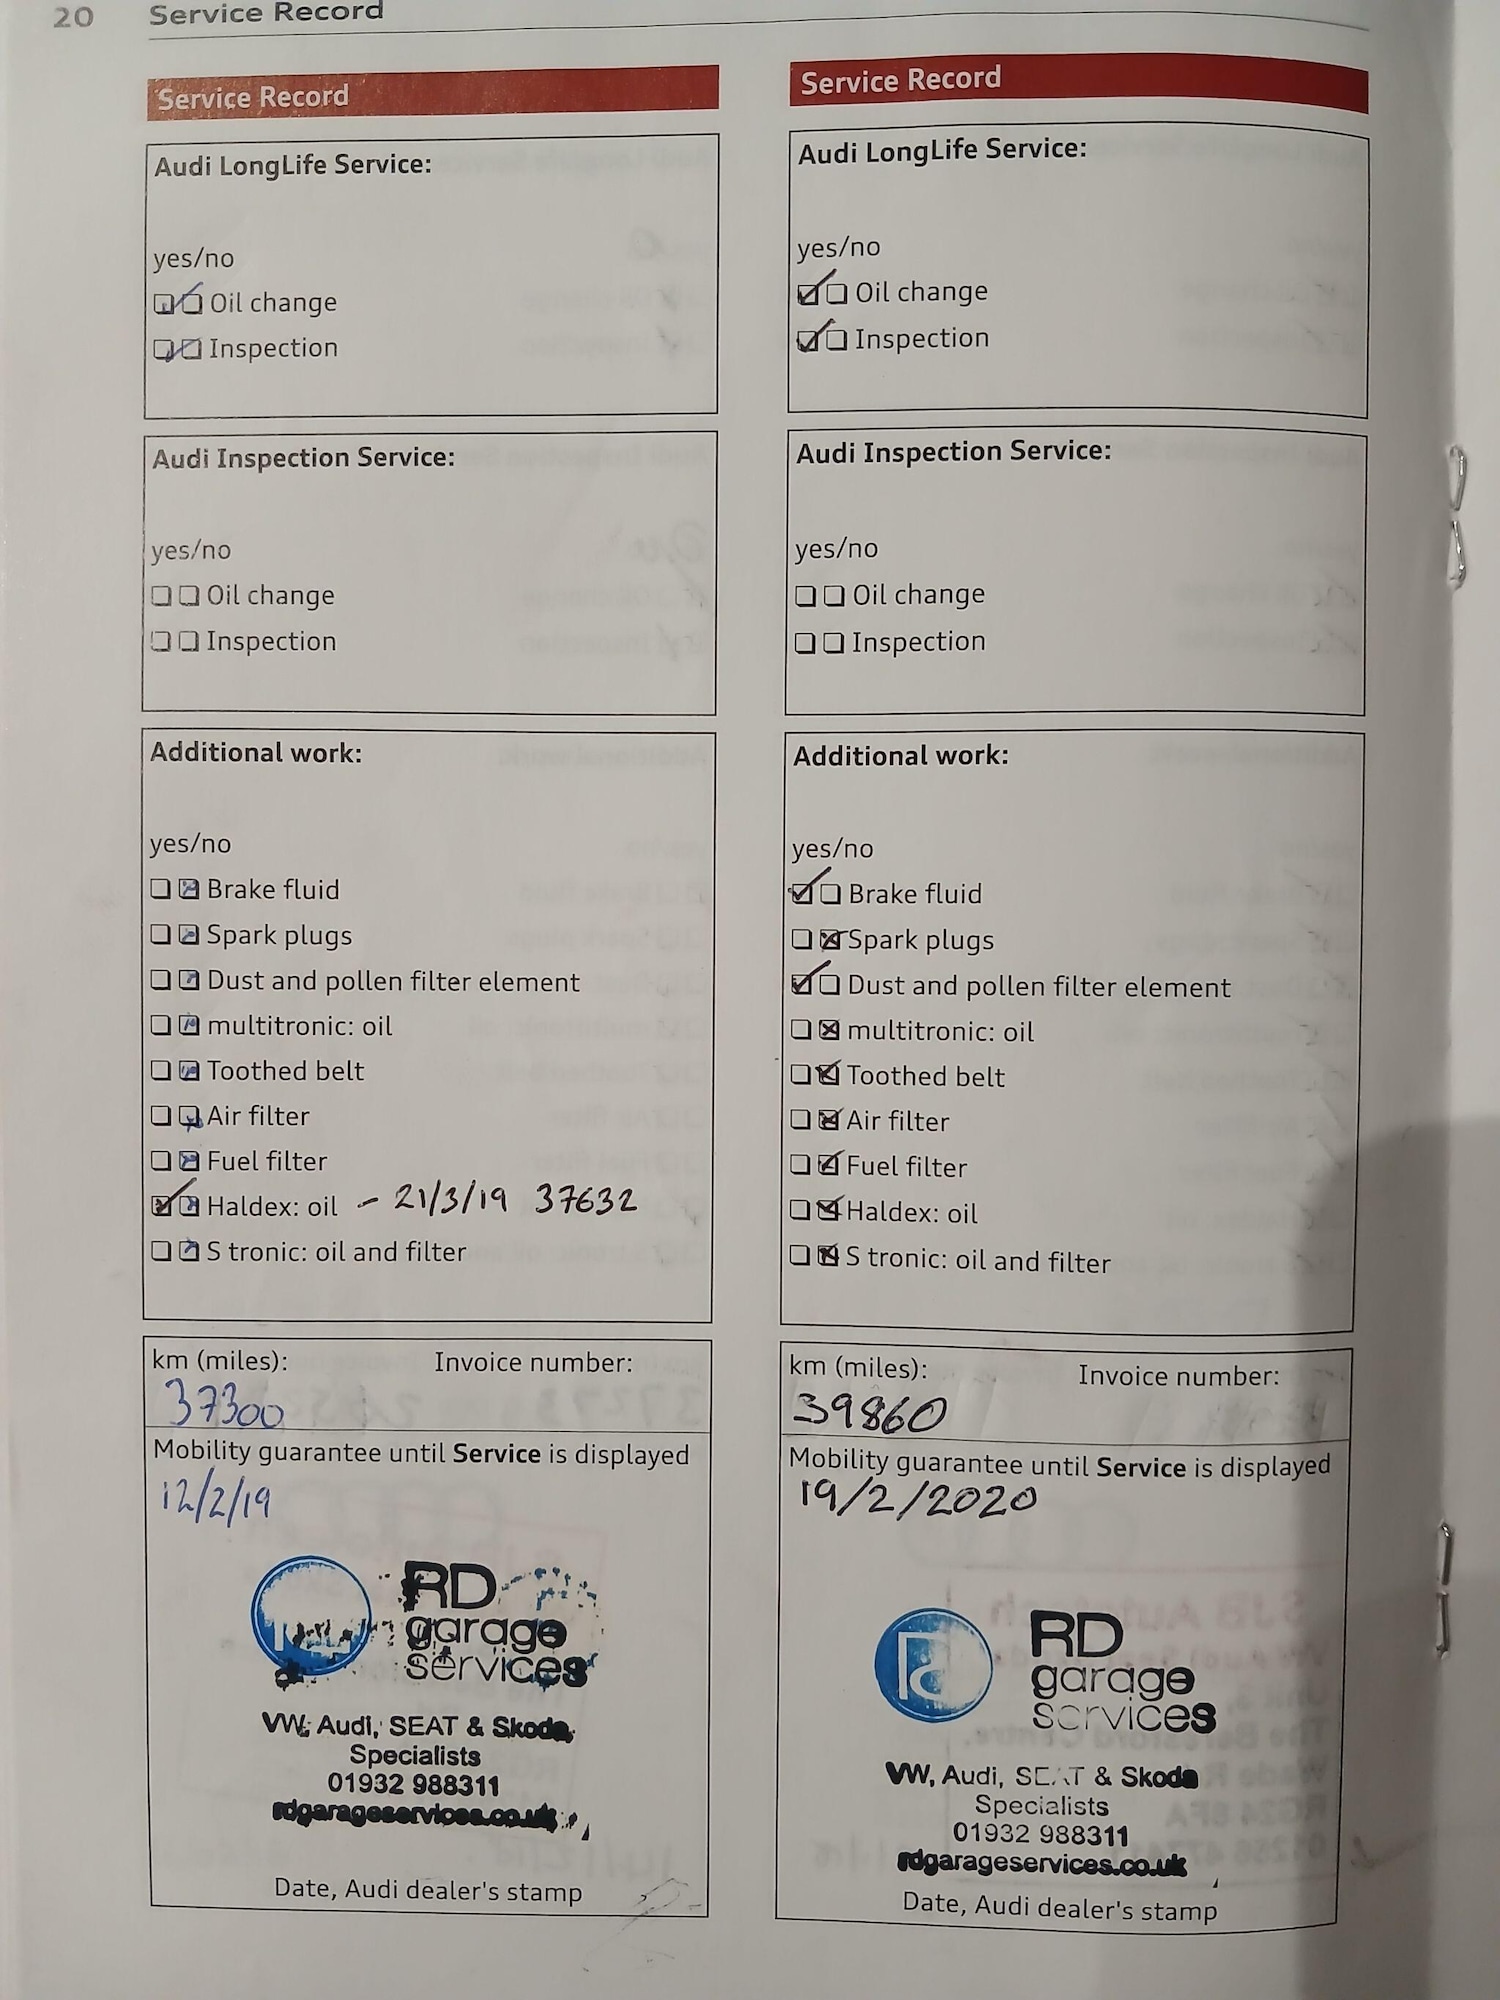 20 Service Record
Service Record
Audi LongLife Service:
yes/no
Oil change
Inspection
Audi Inspection Service:
yes/no
Oil change
Inspection
Additional work:
yes/no
Brake fluid
Spark plugs
Dust and pollen filter element
multitronic: oil
Toothed belt
Air filter
Fuel filter
Haldex: oil - 21/3/19 37632
S tronic: oil and filter
km (miles): Invoice number:
37300
Mobility guarantee until Service is displayed
12/2/19
RD
garage
services
VW, Audi, SEAT & Skoda
Specialists
01932 988311
rdgarageservices.co.uk
Date, Audi dealer's stamp
Service Record
Audi LongLife Service:
yes/no
Oil change
Inspection
Audi Inspection Service:
yes/no
Oil change
Inspection
Additional work:
yes/no
Brake fluid
Spark plugs
Dust and pollen filter element
multitronic: oil
Toothed belt
Air filter
Fuel filter
Haldex: oil
S tronic: oil and filter
km (miles): Invoice number:
39860
Mobility guarantee until Service is displayed
19/2/2020
RD
garage
services
VW, Audi, SEAT & Skoda
Specialists
01932 988311
rdgarageservices.co.uk
Date, Audi dealer's stamp